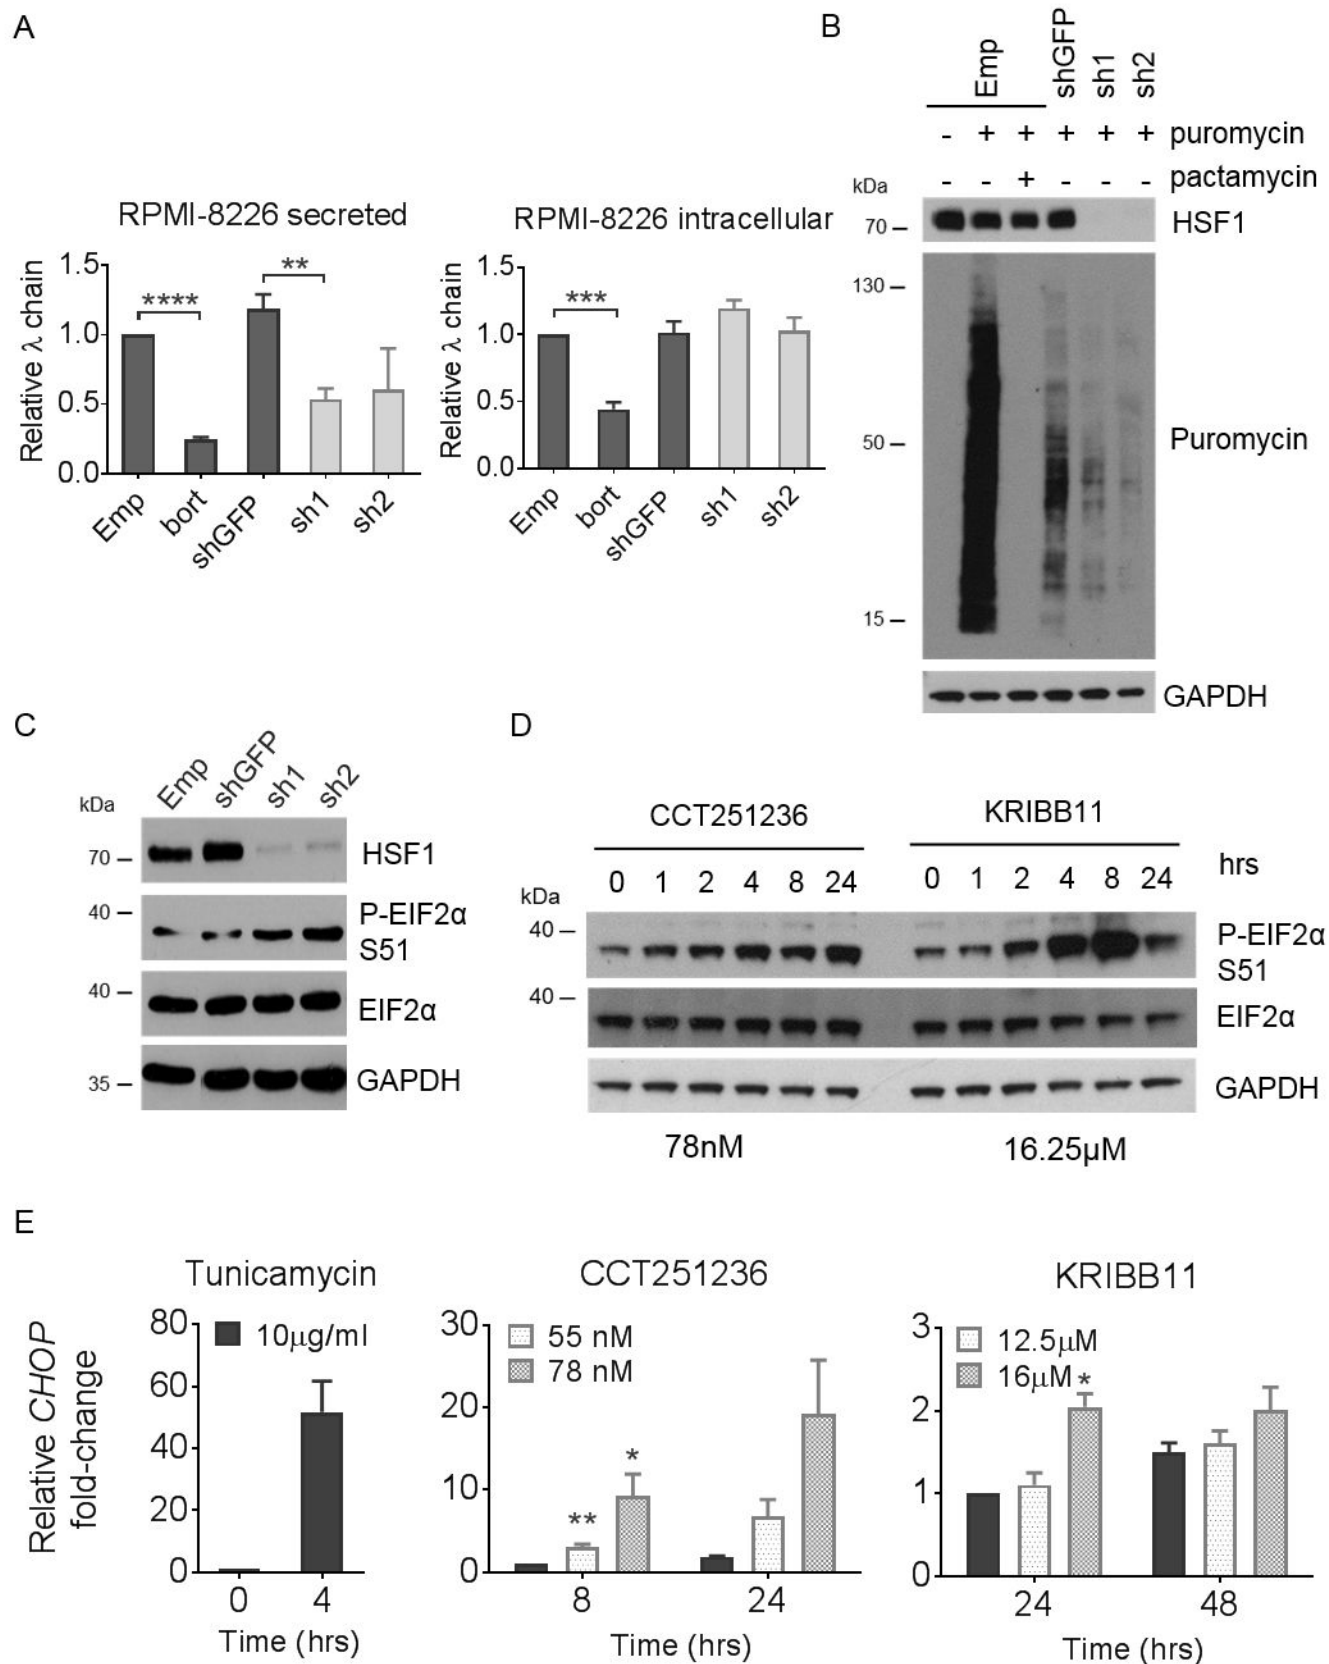 A
RPMI-8226 secreted
Relative λ chain
1.5
1.0
0.5
0.0
****
**
Emp
bort
shGFP
sh1
sh2
RPMI-8226 intracellular
Relative λ chain
1.5
1.0
0.5
0.0
***
Emp
bort
shGFP
sh1
sh2
B
Emp
shGFP
sh1
sh2
- + + + + + puromycin
- - + - - - pactamycin
kDa
70
HSF1
130
50
15
Puromycin
GAPDH
C
Emp
shGFP
sh1
sh2
kDa
70
HSF1
40
P-EIF2α
S51
40
EIF2α
35
GAPDH
D
CCT251236
KRIBB11
0 1 2 4 8 24 0 1 2 4 8 24 hrs
kDa
40
P-EIF2α
S51
40
EIF2α
GAPDH
78nM
16.25μM
E
Relative CHOP
fold-change
Tunicamycin
10μg/ml
80
60
40
20
0
0 4
Time (hrs)
CCT251236
55 nM
78 nM
30
20
10
0
**
*
8 24
Time (hrs)
KRIBB11
12.5μM
16μM
*
3
2
1
0
24 48
Time (hrs)